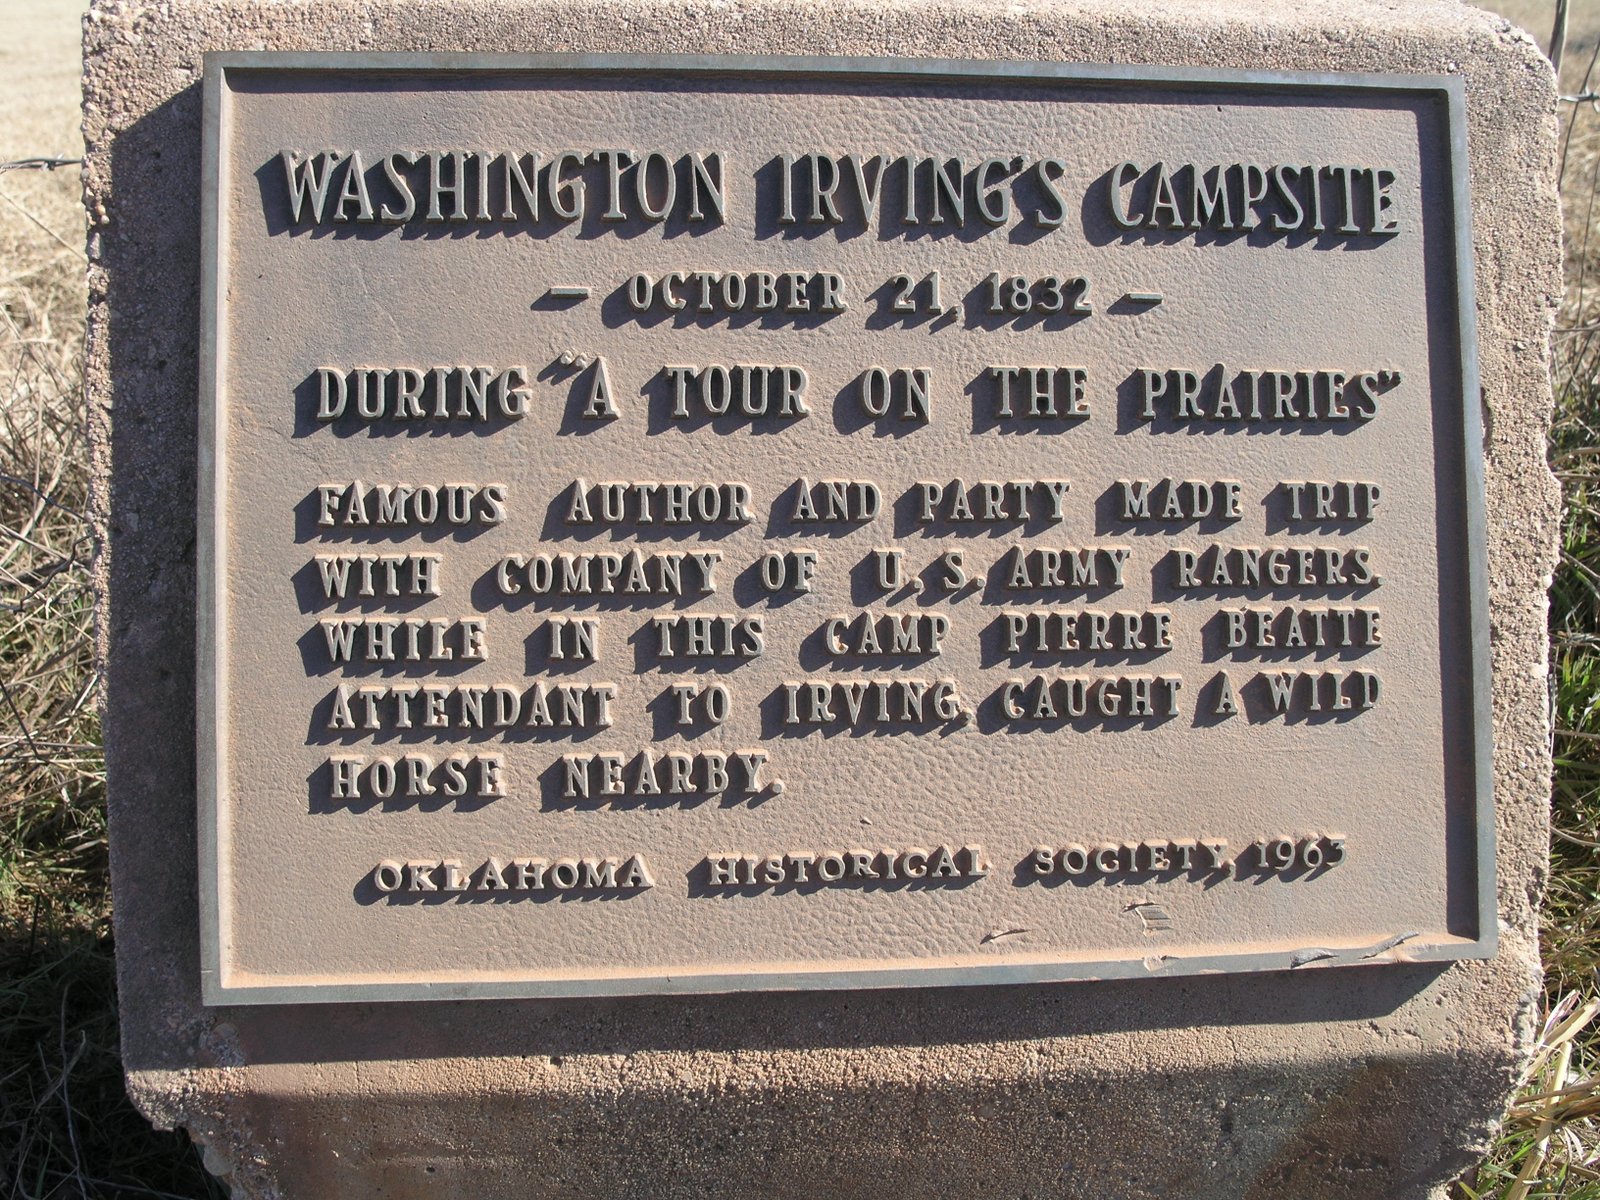 WASHINGTON IRVING'S CAMPSITE
— OCTOBER 21, 1832 —
DURING "A TOUR ON THE PRAIRIES"
FAMOUS AUTHOR AND PARTY MADE TRIP
WITH COMPANY OF U.S. ARMY RANGERS.
WHILE IN THIS CAMP PIERRE BEATTE
ATTENDANT TO IRVING, CAUGHT A WILD
HORSE NEARBY.
OKLAHOMA HISTORICAL SOCIETY, 1963